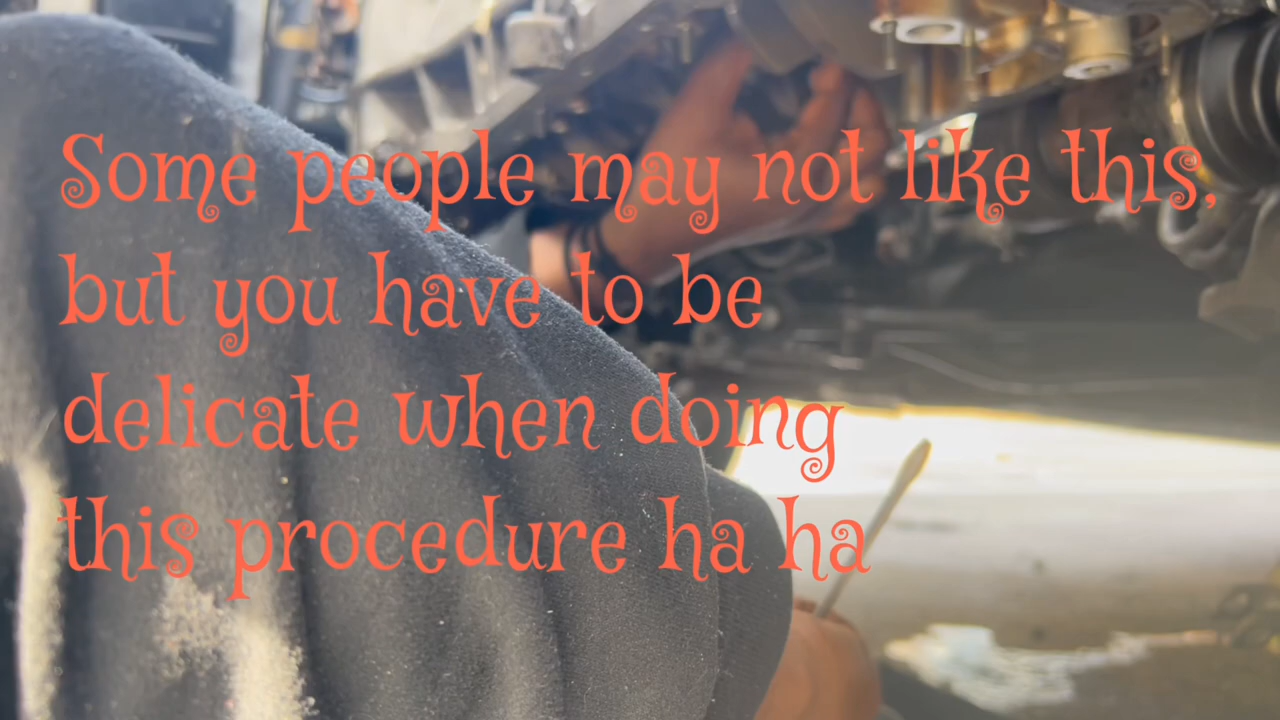 Some people may not like this,
but you have to be
delicate when doing
this procedure ha ha